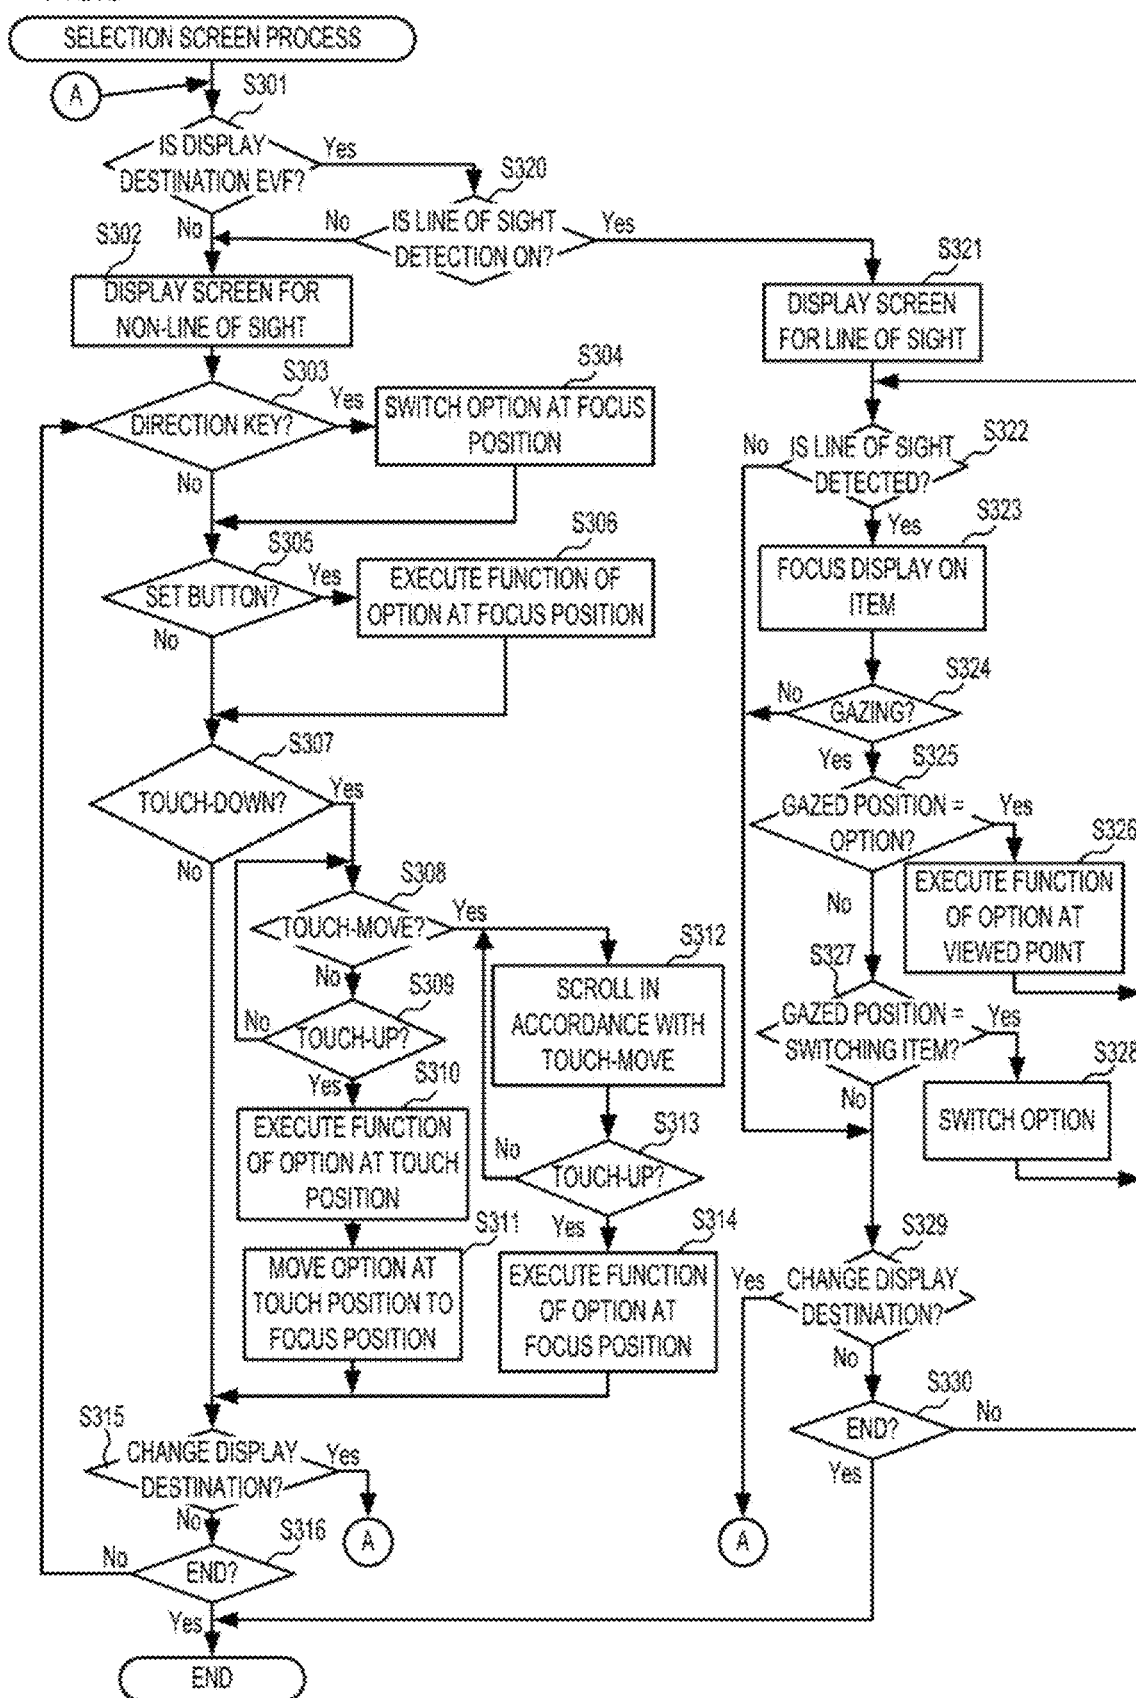 SELECTION SCREEN PROCESS
A
S301
IS DISPLAY
DESTINATION EVF?
Yes
No
S320
IS LINE OF SIGHT
DETECTION ON?
No
Yes
S302
DISPLAY SCREEN FOR
NON-LINE OF SIGHT
S321
DISPLAY SCREEN
FOR LINE OF SIGHT
S303
DIRECTION KEY?
Yes
No
S304
SWITCH OPTION AT FOCUS
POSITION
S305
SET BUTTON?
Yes
No
S306
EXECUTE FUNCTION OF
OPTION AT FOCUS POSITION
S307
TOUCH-DOWN?
Yes
No
S308
TOUCH-MOVE?
Yes
No
S309
TOUCH-UP?
No
Yes
S310
EXECUTE FUNCTION
OF OPTION AT TOUCH
POSITION
S311
MOVE OPTION AT
TOUCH POSITION TO
FOCUS POSITION
S312
SCROLL IN
ACCORDANCE WITH
TOUCH-MOVE
S313
TOUCH-UP?
No
Yes
S314
EXECUTE FUNCTION
OF OPTION AT
FOCUS POSITION
S315
CHANGE DISPLAY
DESTINATION?
Yes
No
A
S316
END?
No
Yes
END
S322
IS LINE OF SIGHT
DETECTED?
No
Yes
S323
FOCUS DISPLAY ON
ITEM
S324
GAZING?
No
Yes
S325
GAZED POSITION =
OPTION?
Yes
No
S326
EXECUTE FUNCTION
OF OPTION AT
VIEWED POINT
S327
GAZED POSITION =
SWITCHING ITEM?
Yes
No
S328
SWITCH OPTION
S329
CHANGE DISPLAY
DESTINATION?
Yes
No
A
S330
END?
No
Yes